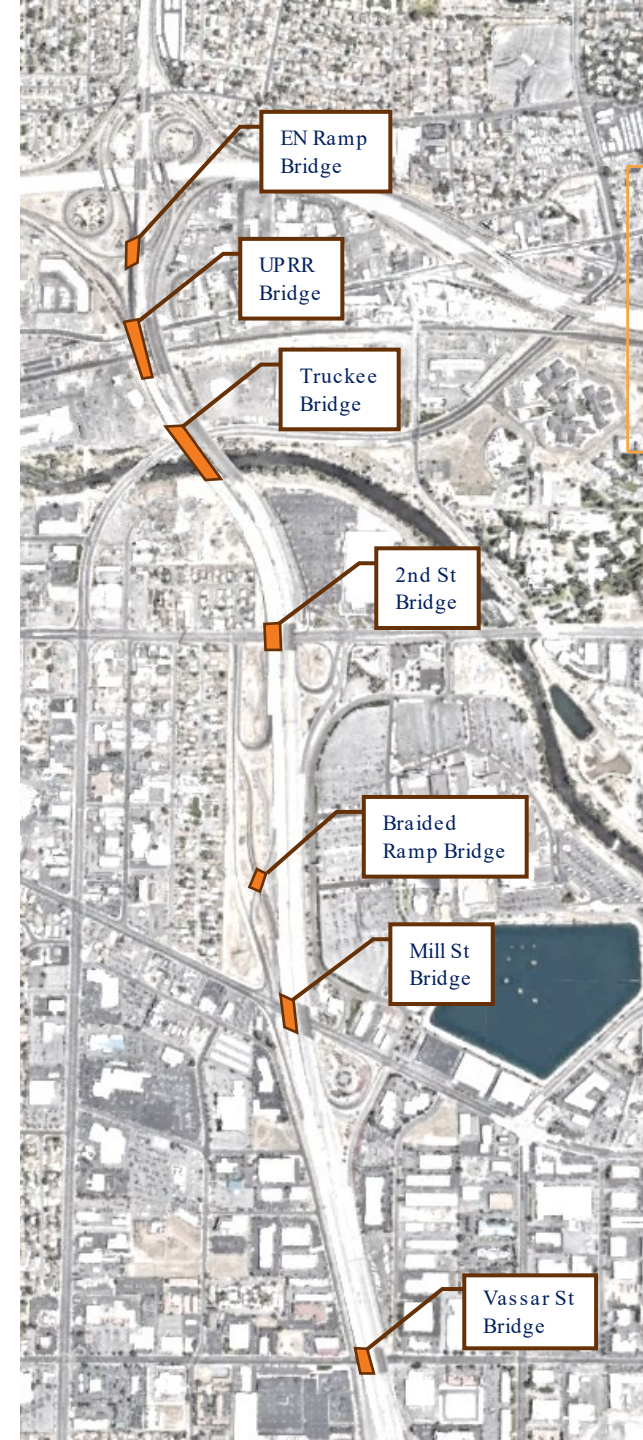 EN Ramp
Bridge
UPRR
Bridge
Truckee
Bridge
2nd St
Bridge
Braided
Ramp Bridge
Mill St
Bridge
Vassar St
Bridge